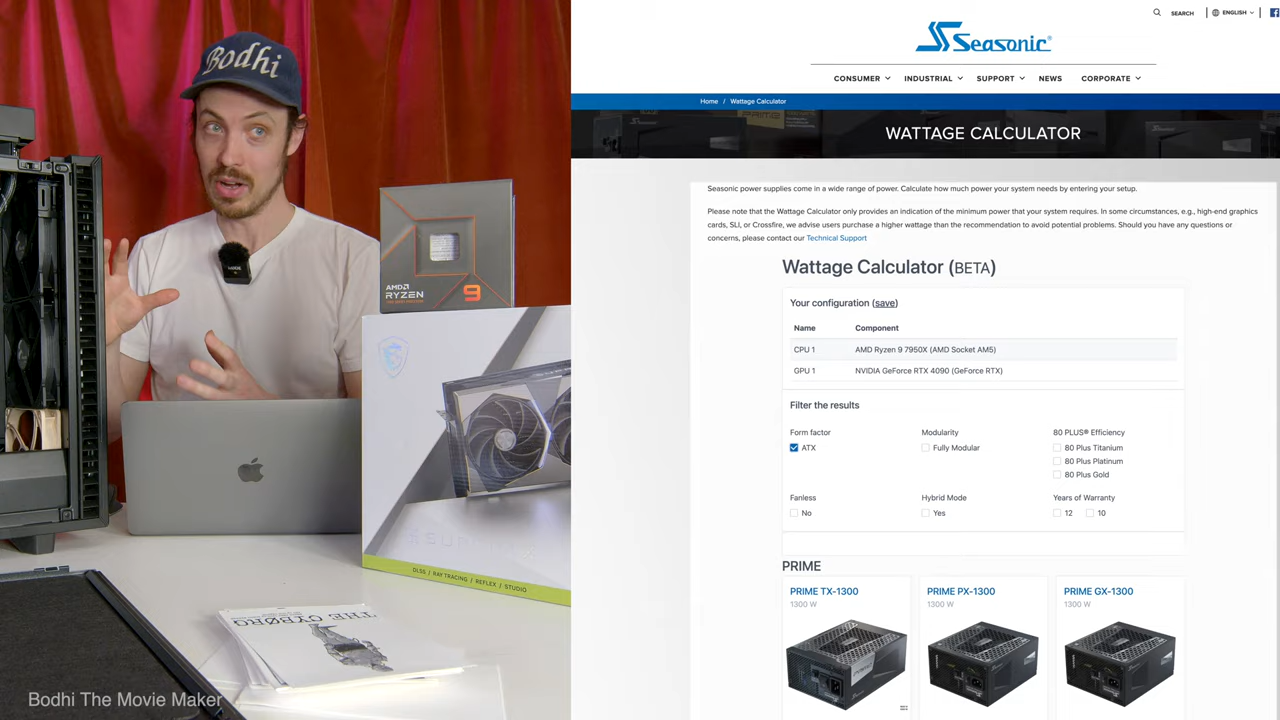 Bodhi
AMD
RYZEN
9
DLSS / RAY TRACING / REFLEX / STUDIO
THE CYBØRG
Bodhi The Movie Maker
SEARCH
ENGLISH
Seasonic
CONSUMER
INDUSTRIAL
SUPPORT
NEWS
CORPORATE
Home / Wattage Calculator
WATTAGE CALCULATOR
Seasonic power supplies come in a wide range of power. Calculate how much power your system needs by entering your setup.
Please note that the Wattage Calculator only provides an indication of the minimum power that your system requires. In some circumstances, e.g., high-end graphics
cards, SLI, or Crossfire, we advise users purchase a higher wattage than the recommendation to avoid potential problems. Should you have any questions or
concerns, please contact our Technical Support
Wattage Calculator (BETA)
Your configuration (save)
Name Component
CPU 1 AMD Ryzen 9 7950X (AMD Socket AM5)
GPU 1 NVIDIA GeForce RTX 4090 (GeForce RTX)
Filter the results
Form factor Modularity 80 PLUS® Efficiency
ATX Fully Modular 80 Plus Titanium
80 Plus Platinum
80 Plus Gold
Fanless Hybrid Mode Years of Warranty
No Yes 12 10
PRIME
PRIME TX-1300 PRIME PX-1300 PRIME GX-1300
1300 W 1300 W 1300 W